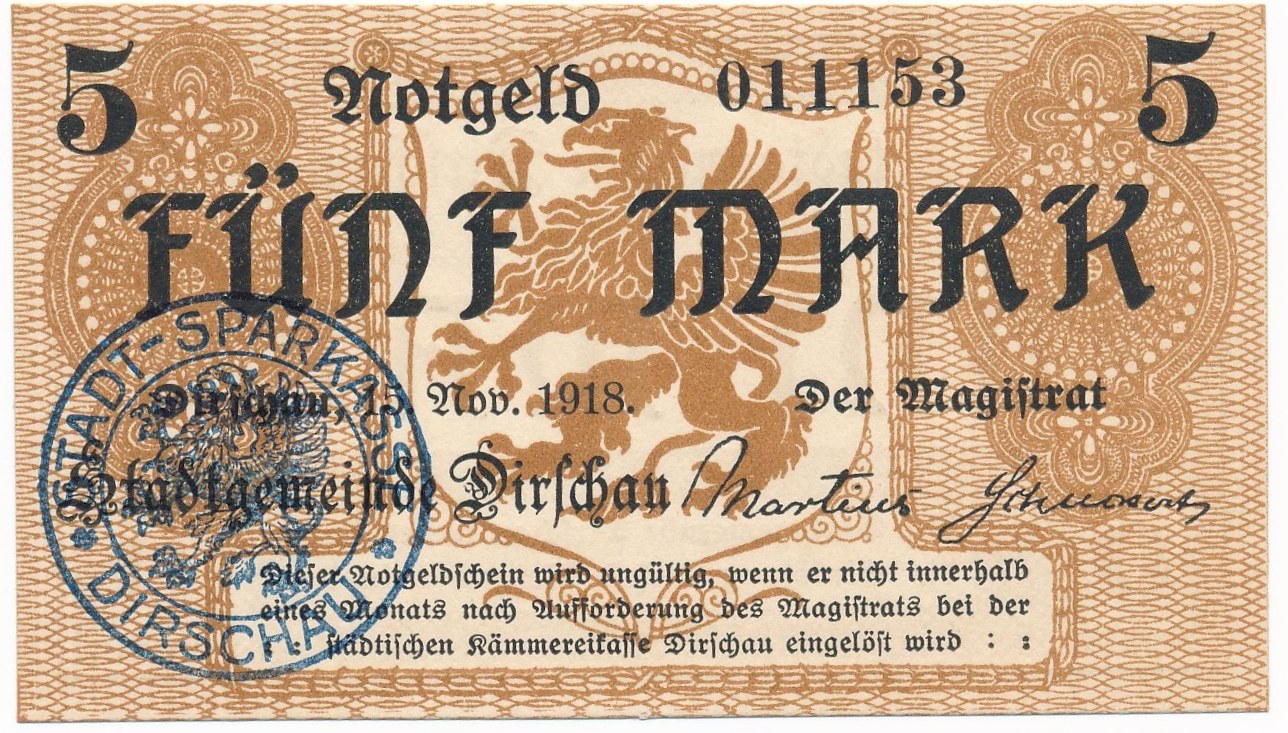 5 Notgeld 011153 5
FÜNF MARK
Dirschau, 15. Nov. 1918. Der Magistrat
Stadtgemeinde Dirschau Martens
Dieser Notgeldschein wird ungültig, wenn er nicht innerhalb
eines Monats nach Aufforderung des Magistrats bei der
: : städtischen Kämmereikasse Dirschau eingelöst wird : :
STADT-SPARKASSE
* DIRSCHAU *